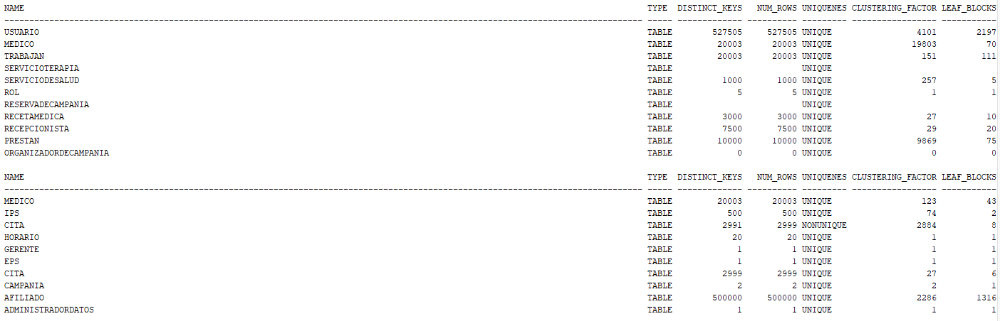 NAME TYPE DISTINCT_KEYS NUM_ROWS UNIQUENES CLUSTERING_FACTOR LEAF_BLOCKS
-------------------------------------------------------------------------------------------------------------------------------- ----- ------------- ---------- --------- ----------------- -----------
USUARIO TABLE 527505 527505 UNIQUE 4101 2197
MEDICO TABLE 20003 20003 UNIQUE 19803 70
TRABAJAN TABLE 20003 20003 UNIQUE 151 111
SERVICIOTERAPIA TABLE UNIQUE
SERVICIODESALUD TABLE 1000 1000 UNIQUE 257 5
ROL TABLE 5 5 UNIQUE 1 1
RESERVADECAMPANIA TABLE UNIQUE
RECETAMEDICA TABLE 3000 3000 UNIQUE 27 10
RECEPCIONISTA TABLE 7500 7500 UNIQUE 29 20
PRESTAN TABLE 10000 10000 UNIQUE 9869 75
ORGANIZADORDECAMPANIA TABLE 0 0 UNIQUE 0 0
NAME TYPE DISTINCT_KEYS NUM_ROWS UNIQUENES CLUSTERING_FACTOR LEAF_BLOCKS
-------------------------------------------------------------------------------------------------------------------------------- ----- ------------- ---------- --------- ----------------- -----------
MEDICO TABLE 20003 20003 UNIQUE 123 43
IPS TABLE 500 500 UNIQUE 74 2
CITA TABLE 2991 2999 NONUNIQUE 2884 8
HORARIO TABLE 20 20 UNIQUE 1 1
GERENTE TABLE 1 1 UNIQUE 1 1
EPS TABLE 1 1 UNIQUE 1 1
CITA TABLE 2999 2999 UNIQUE 27 6
CAMPANIA TABLE 2 2 UNIQUE 2 1
AFILIADO TABLE 500000 500000 UNIQUE 2286 1316
ADMINISTRADORDATOS TABLE 1 1 UNIQUE 1 1